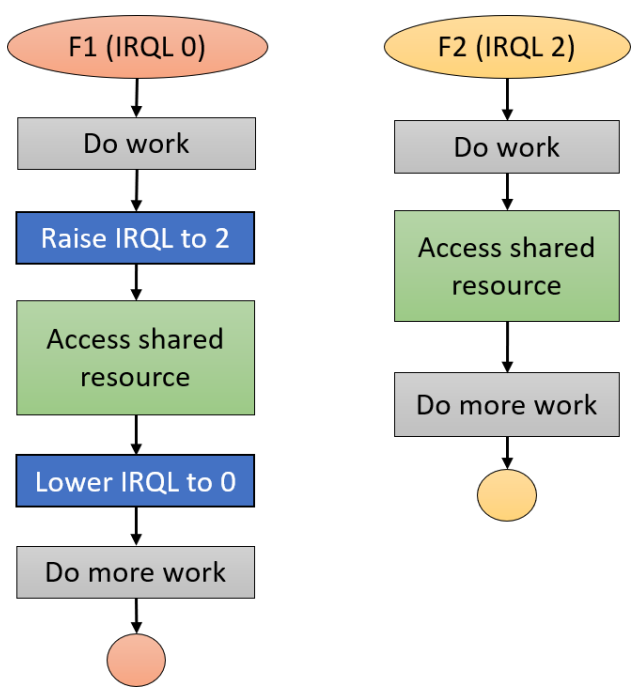 F1 (IRQL 0)
Do work
Raise IRQL to 2
Access shared
resource
Lower IRQL to 0
Do more work
F2 (IRQL 2)
Do work
Access shared
resource
Do more work